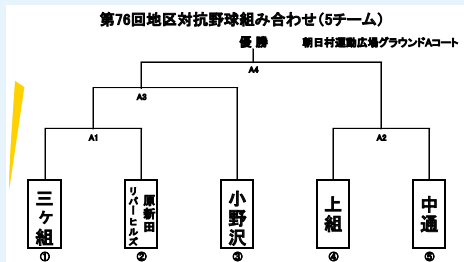 第76回地区対抗野球組み合わせ(5チーム)
優勝 朝日村運動広場グラウンドAコート
A4
A3
A1
A2
三ヶ組
原新田
リバーヒルズ
小野沢
上組
中通
① ② ③ ④ ⑤